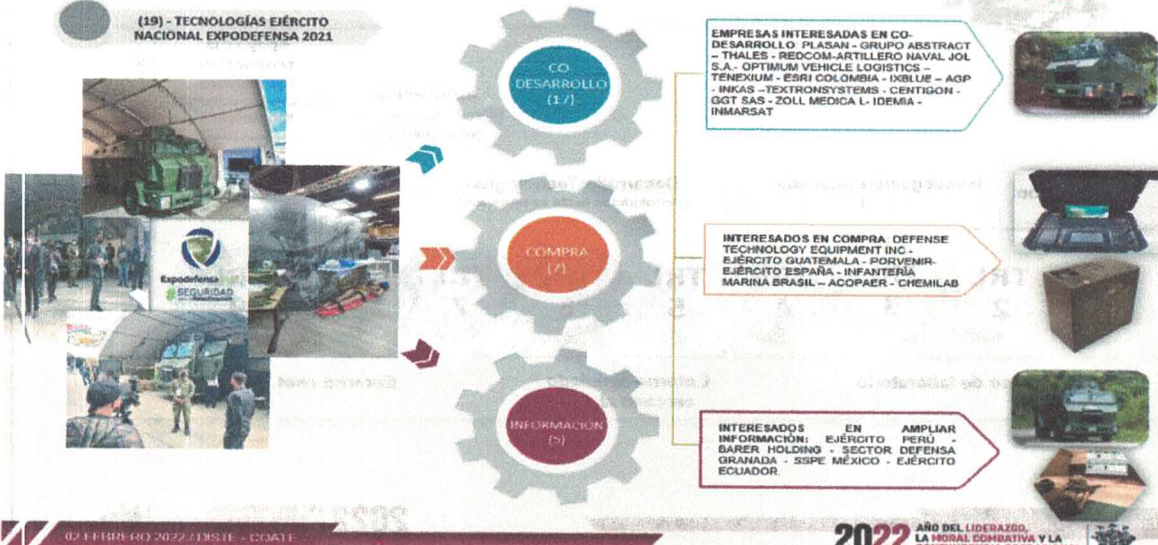 (19) - TECNOLOGÍAS EJÉRCITO
NACIONAL EXPODEFENSA 2021
Expodefensa
#SEGURIDAD
CO-
DESARROLLO
(17)
COMPRA
(7)
INFORMACIÓN
(5)
EMPRESAS INTERESADAS EN CO-
DESARROLLO PLASAN - GRUPO ABSTRACT
– THALES - REDCOM-ARTILLERO NAVAL JOL
S.A.- OPTIMUM VEHICLE LOGISTICS –
TENEXIUM - ESRI COLOMBIA - IXBLUE – AGP
- INKAS –TEXTRONSYSTEMS - CENTIGON -
GGT SAS - ZOLL MEDICA L- IDEMIA -
INMARSAT
INTERESADOS EN COMPRA DEFENSE
TECHNOLOGY EQUIPMENT INC -
EJÉRCITO GUATEMALA - PORVENIR-
EJÉRCITO ESPAÑA - INFANTERÍA
MARINA BRASIL – ACOPAER - CHEMILAB
INTERESADOS EN AMPLIAR
INFORMACIÓN: EJÉRCITO PERÚ -
BARER HOLDING - SECTOR DEFENSA
GRANADA - SSPE MÉXICO - EJÉRCITO
ECUADOR.
02 FEBRERO 2022 / DISTE - COATE
2022 AÑO DEL LIDERAZGO,
LA MORAL COMBATIVA Y LA